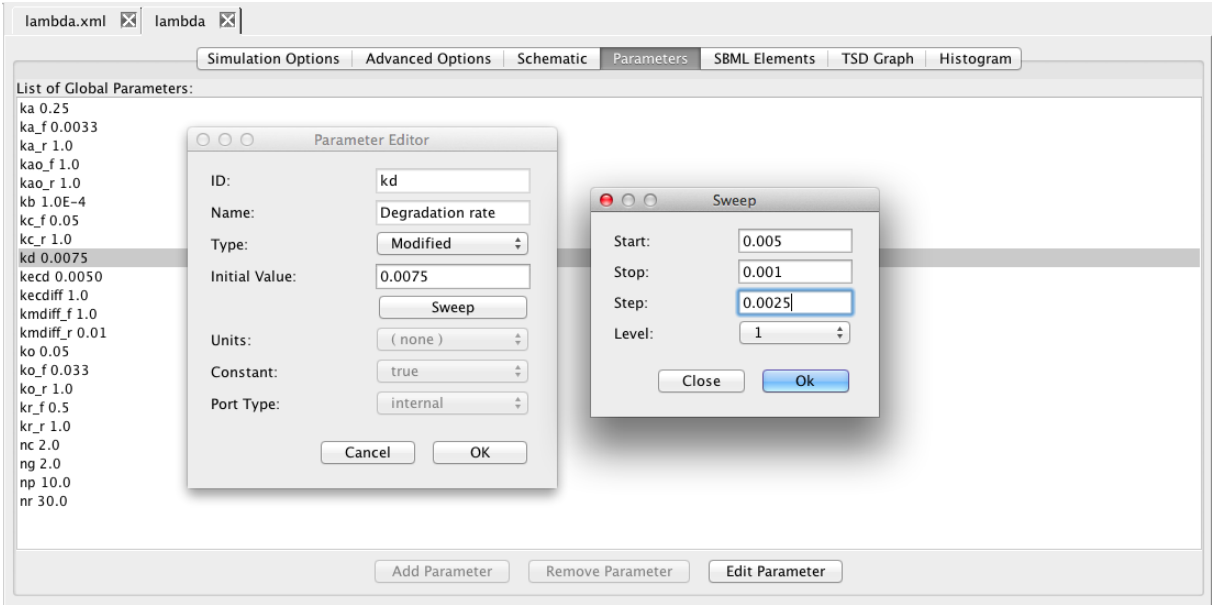 lambda.xml
lambda
Simulation Options
Advanced Options
Schematic
Parameters
SBML Elements
TSD Graph
Histogram
List of Global Parameters:
ka 0.25
ka_f 0.0033
ka_r 1.0
kao_f 1.0
kao_r 1.0
kb 1.0E-4
kc_f 0.05
kc_r 1.0
kd 0.0075
kecd 0.0050
kecdiff 1.0
kmdiff_f 1.0
kmdiff_r 0.01
ko 0.05
ko_f 0.033
ko_r 1.0
kr_f 0.5
kr_r 1.0
nc 2.0
ng 2.0
np 10.0
nr 30.0
Parameter Editor
ID: kd
Name: Degradation rate
Type: Modified
Initial Value: 0.0075
Sweep
Units: ( none )
Constant: true
Port Type: internal
Cancel
OK
Sweep
Start: 0.005
Stop: 0.001
Step: 0.0025
Level: 1
Close
Ok
Add Parameter
Remove Parameter
Edit Parameter